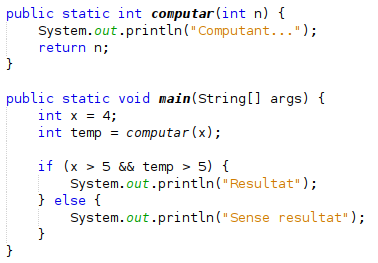 public static int computar(int n) {
    System.out.println("Computant...");
    return n;
}

public static void main(String[] args) {
    int x = 4;
    int temp = computar(x);

    if (x > 5 && temp > 5) {
        System.out.println("Resultat");
    } else {
        System.out.println("Sense resultat");
    }
}